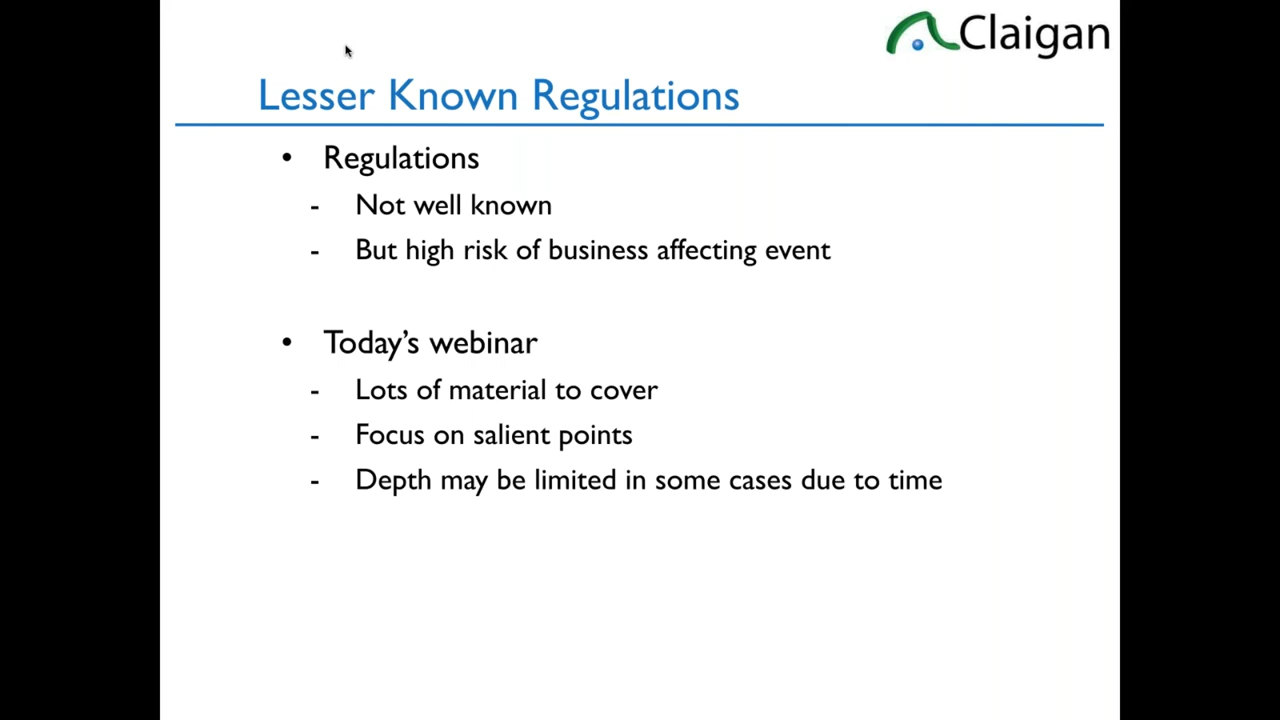 Claigan
Lesser Known Regulations
• Regulations
- Not well known
- But high risk of business affecting event
• Today’s webinar
- Lots of material to cover
- Focus on salient points
- Depth may be limited in some cases due to time